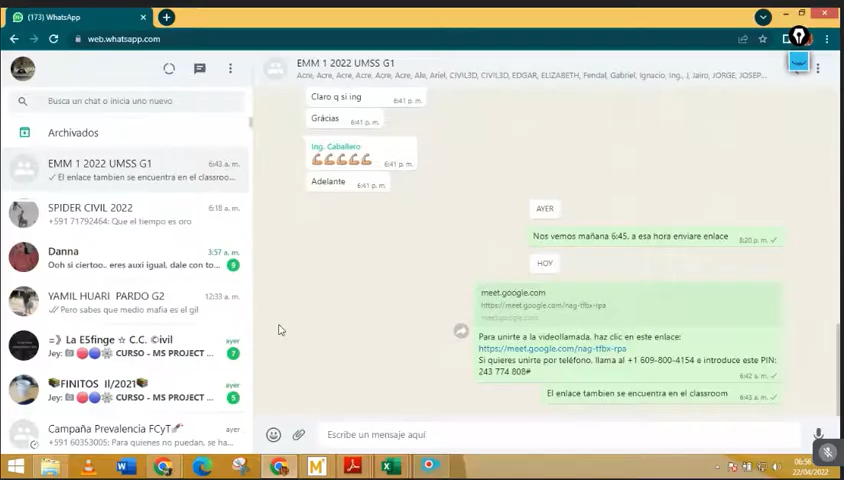 (173) WhatsApp
web.whatsapp.com
Busca un chat o inicia uno nuevo
Archivados
EMM 1 2022 UMSS G1
6:43 a. m.
El enlace tambien se encuentra en el classroo...
SPIDER CIVIL 2022
6:18 a. m.
+591 71792464: Que el tiempo es oro
Danna
3:57 a. m.
Ooh si ciertoo.. eres auxi igual, dale con to...
9
YAMIL HUARI PARDO G2
12:33 a. m.
Pero sabes que medio mafia es el gil
=》La E5finge ☆ C.C. ©ivil
ayer
Jey: CURSO - MS PROJECT ...
7
FINITOS II/2021
ayer
Jey: CURSO - MS PROJECT ...
5
Campaña Prevalencia FCyT
ayer
+591 60353005: Para quienes no puedan, se ha...
EMM 1 2022 UMSS G1
Acre, Acre, Acre, Acre, Acre, Acre, Ale, Ariel, CIVIL3D, CIVIL3D, EDGAR, ELIZABETH, Fendal, Gabriel, Ignacio, Ing., J, Jairo, JORGE, JOSEP...
Claro q si ing
6:41 p. m.
Grácias
6:41 p. m.
Ing. Caballero
💪🏼💪🏼💪🏼💪🏼💪🏼
6:41 p. m.
Adelante
6:41 p. m.
AYER
Nos vemos mañana 6:45, a esa hora enviare enlace
8:20 p. m.
HOY
meet.google.com
https://meet.google.com/nag-tfbx-rpa
meet.google.com
Para unirte a la videollamada, haz clic en este enlace:
https://meet.google.com/nag-tfbx-rpa
Si quieres unirte por teléfono, llama al +1 609-800-4154 e introduce este PIN:
243 774 808#
6:42 a. m.
El enlace tambien se encuentra en el classroom
6:43 a. m.
Escribe un mensaje aquí
22/04/2022